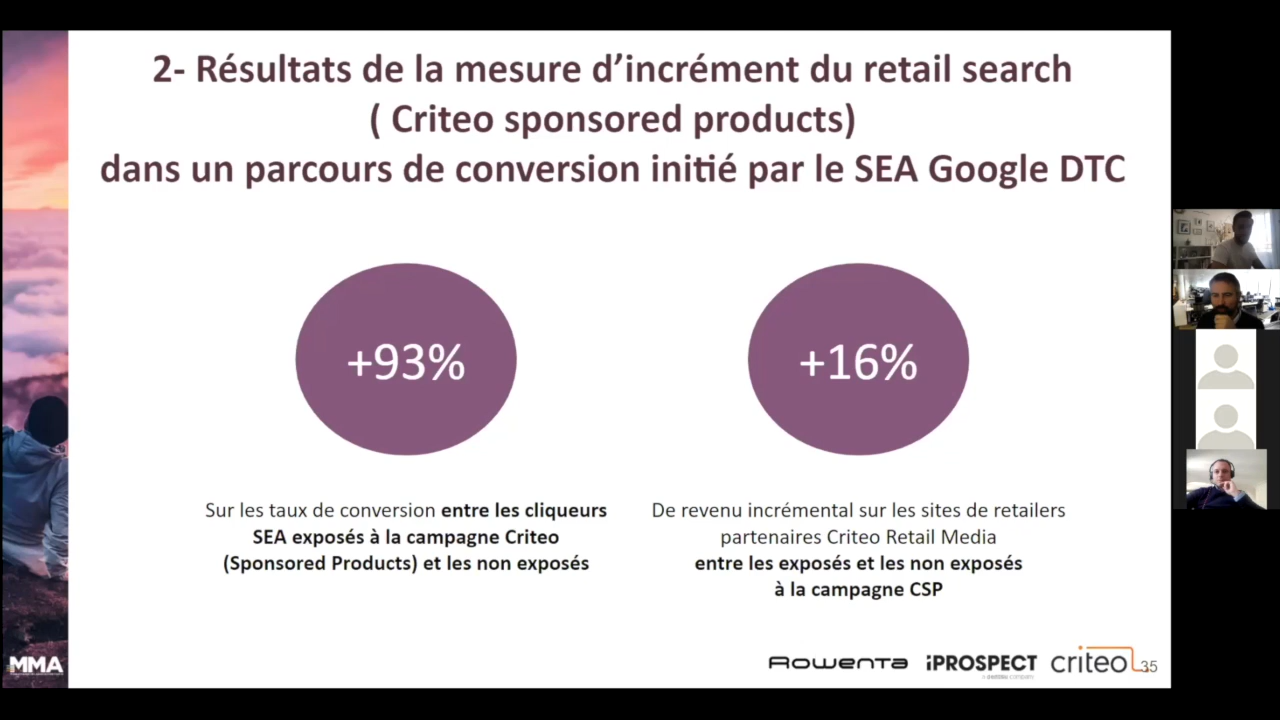 2- Résultats de la mesure d’incrément du retail search
( Criteo sponsored products)
dans un parcours de conversion initié par le SEA Google DTC
+93%
+16%
Sur les taux de conversion entre les cliqueurs
SEA exposés à la campagne Criteo
(Sponsored Products) et les non exposés
De revenu incrémental sur les sites de retailers
partenaires Criteo Retail Media
entre les exposés et les non exposés
à la campagne CSP
MMA
Rowenta
iPROSPECT
criteo
35